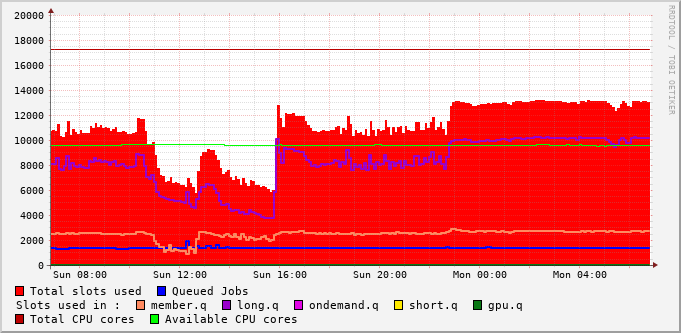 20000
18000
16000
14000
12000
10000
8000
6000
4000
2000
0
Sun 08:00 Sun 12:00 Sun 16:00 Sun 20:00 Mon 00:00 Mon 04:00
RRDTOOL / TOBI OETIKER
Total slots used Queued Jobs
Slots used in : member.q long.q ondemand.q short.q gpu.q
Total CPU cores Available CPU cores